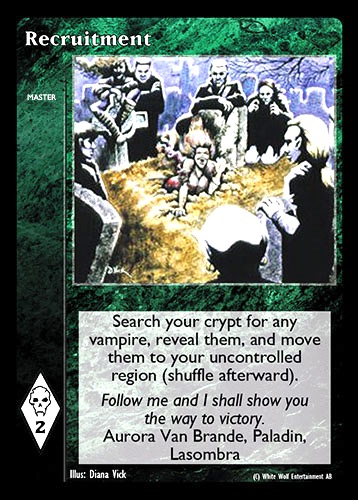 Recruitment
MASTER
Search your crypt for any
vampire, reveal them, and move
them to your uncontrolled
region (shuffle afterward).
Follow me and I shall show you
the way to victory.
Aurora Van Brande, Paladin,
Lasombra
2
Illus: Diana Vick
(C) White Wolf Entertainment AB